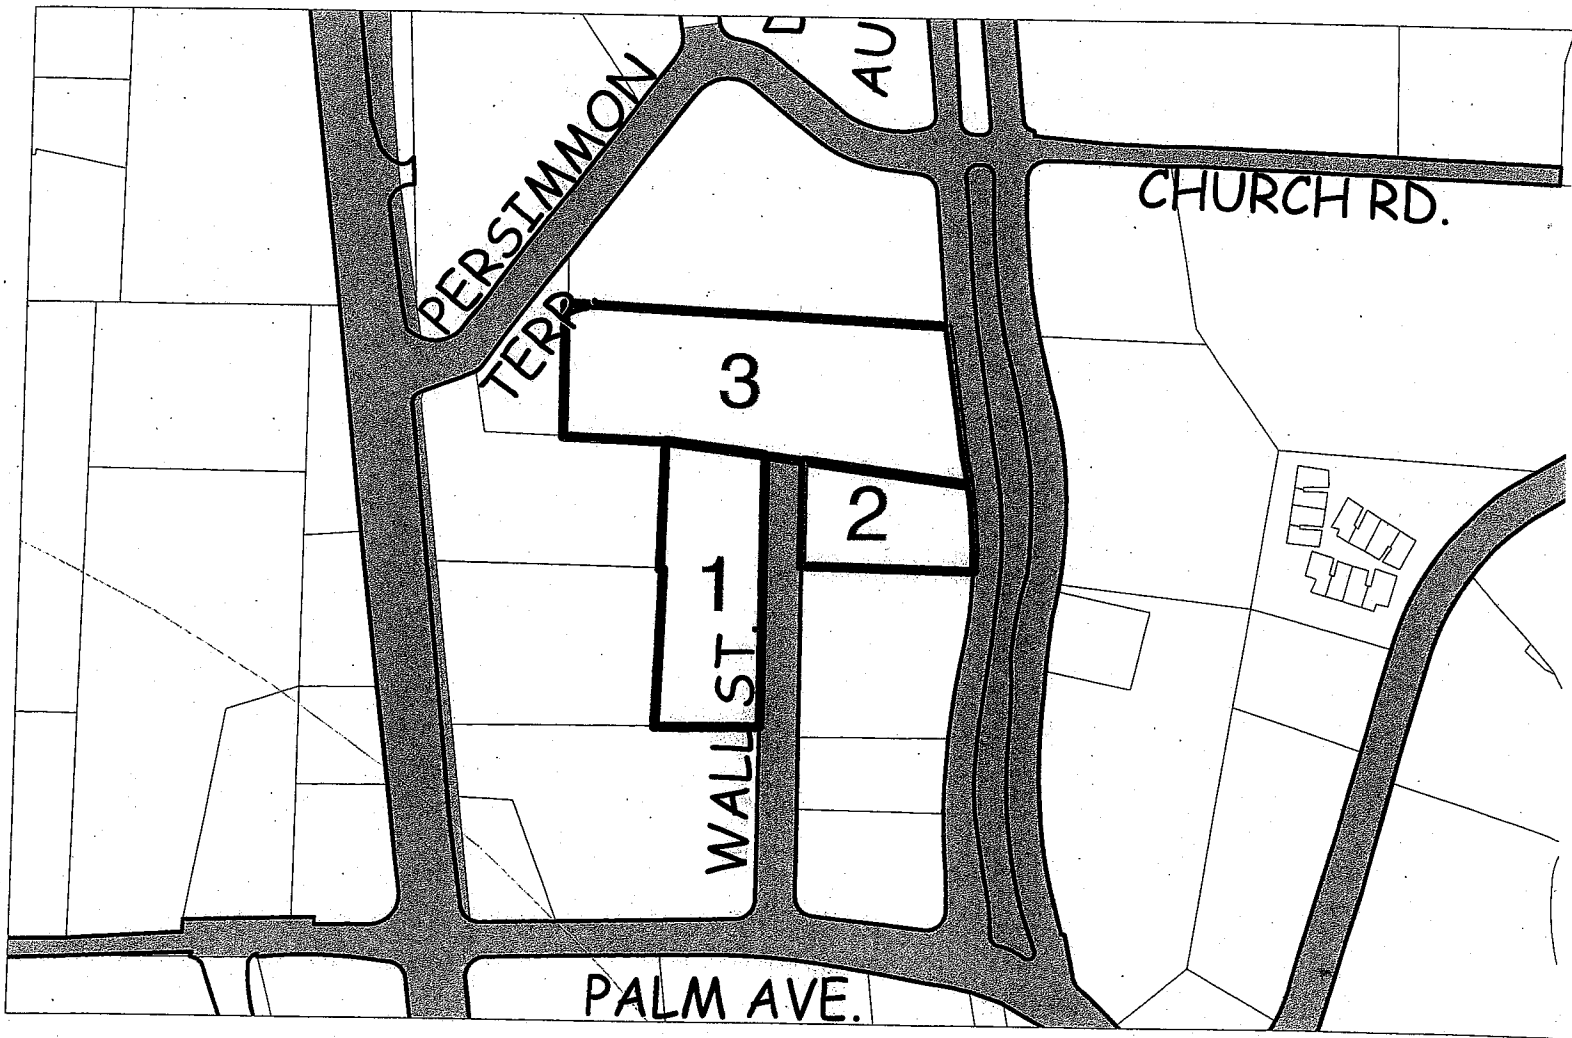 AU
PERSIMMON
TERR
CHURCH RD.
3
2
1
WALL ST.
PALM AVE.